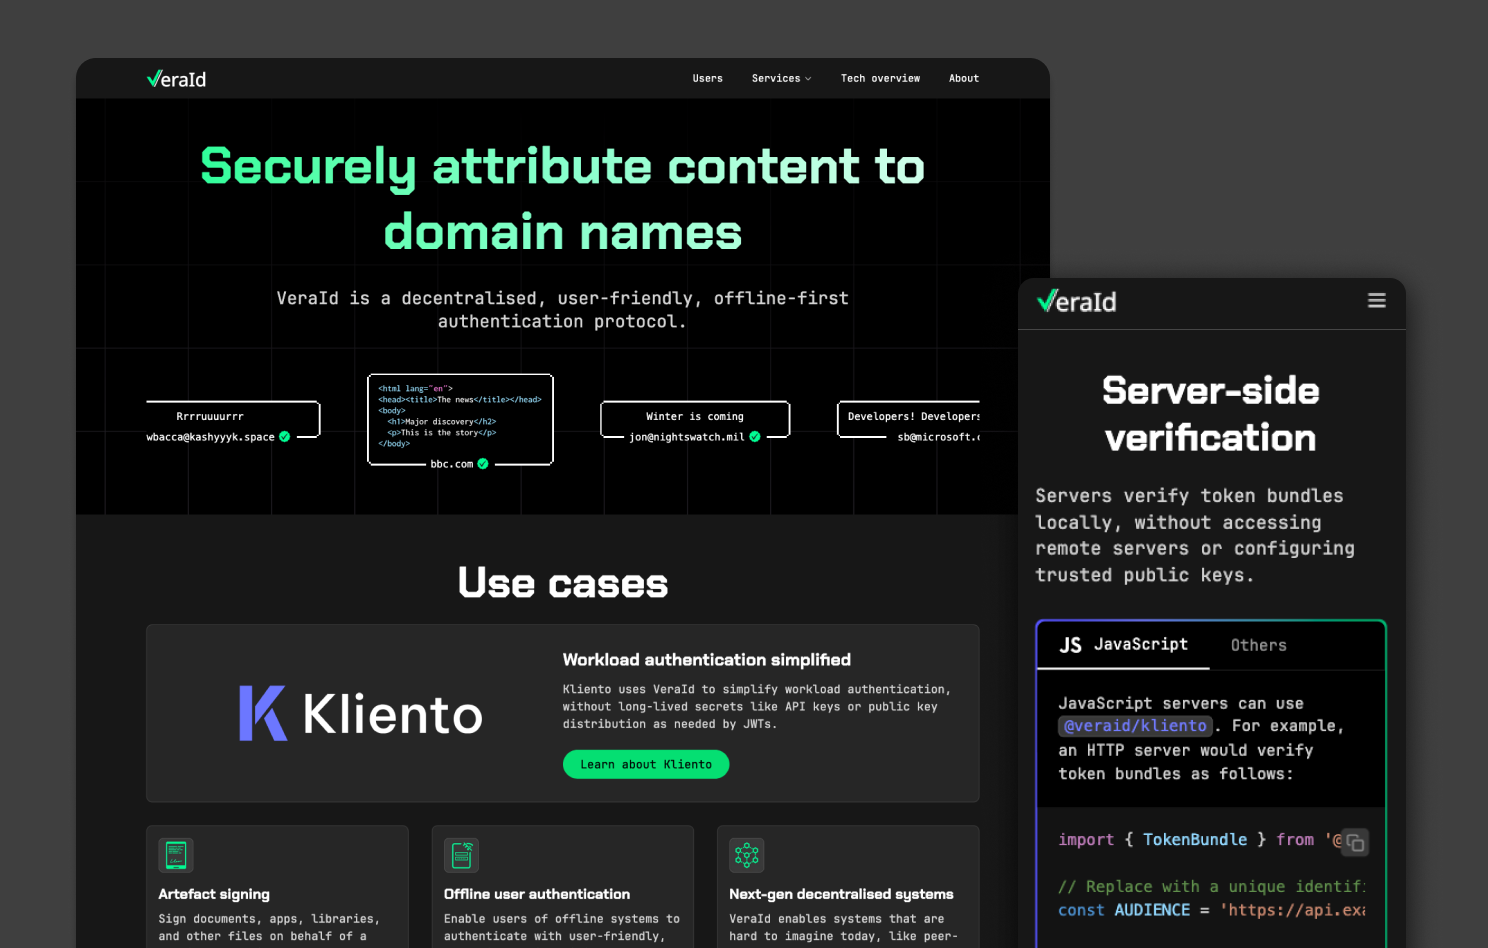 VeraId
Users
Services
Tech overview
About
Securely attribute content to
domain names
VeraId is a decentralised, user-friendly, offline-first
authentication protocol.
Rrrruuuurrr
wbacca@kashyyyk.space
<html lang="en">
<head><title>The news</title></head>
<body>
<h1>Major discovery</h2>
<p>This is the story</p>
</body>
bbc.com
Winter is coming
jon@nightswatch.mil
Developers! Developers
sb@microsoft.c
Use cases
Kliento
Workload authentication simplified
Kliento uses VeraId to simplify workload authentication,
without long-lived secrets like API keys or public key
distribution as needed by JWTs.
Learn about Kliento
Artefact signing
Sign documents, apps, libraries,
and other files on behalf of a
Offline user authentication
Enable users of offline systems to
authenticate with user-friendly,
Next-gen decentralised systems
VeraId enables systems that are
hard to imagine today, like peer-
VeraId
Server-side
verification
Servers verify token bundles
locally, without accessing
remote servers or configuring
trusted public keys.
JS JavaScript
Others
JavaScript servers can use
@veraid/kliento. For example,
an HTTP server would verify
token bundles as follows:
import { TokenBundle } from '@
// Replace with a unique identifi
const AUDIENCE = 'https://api.exa